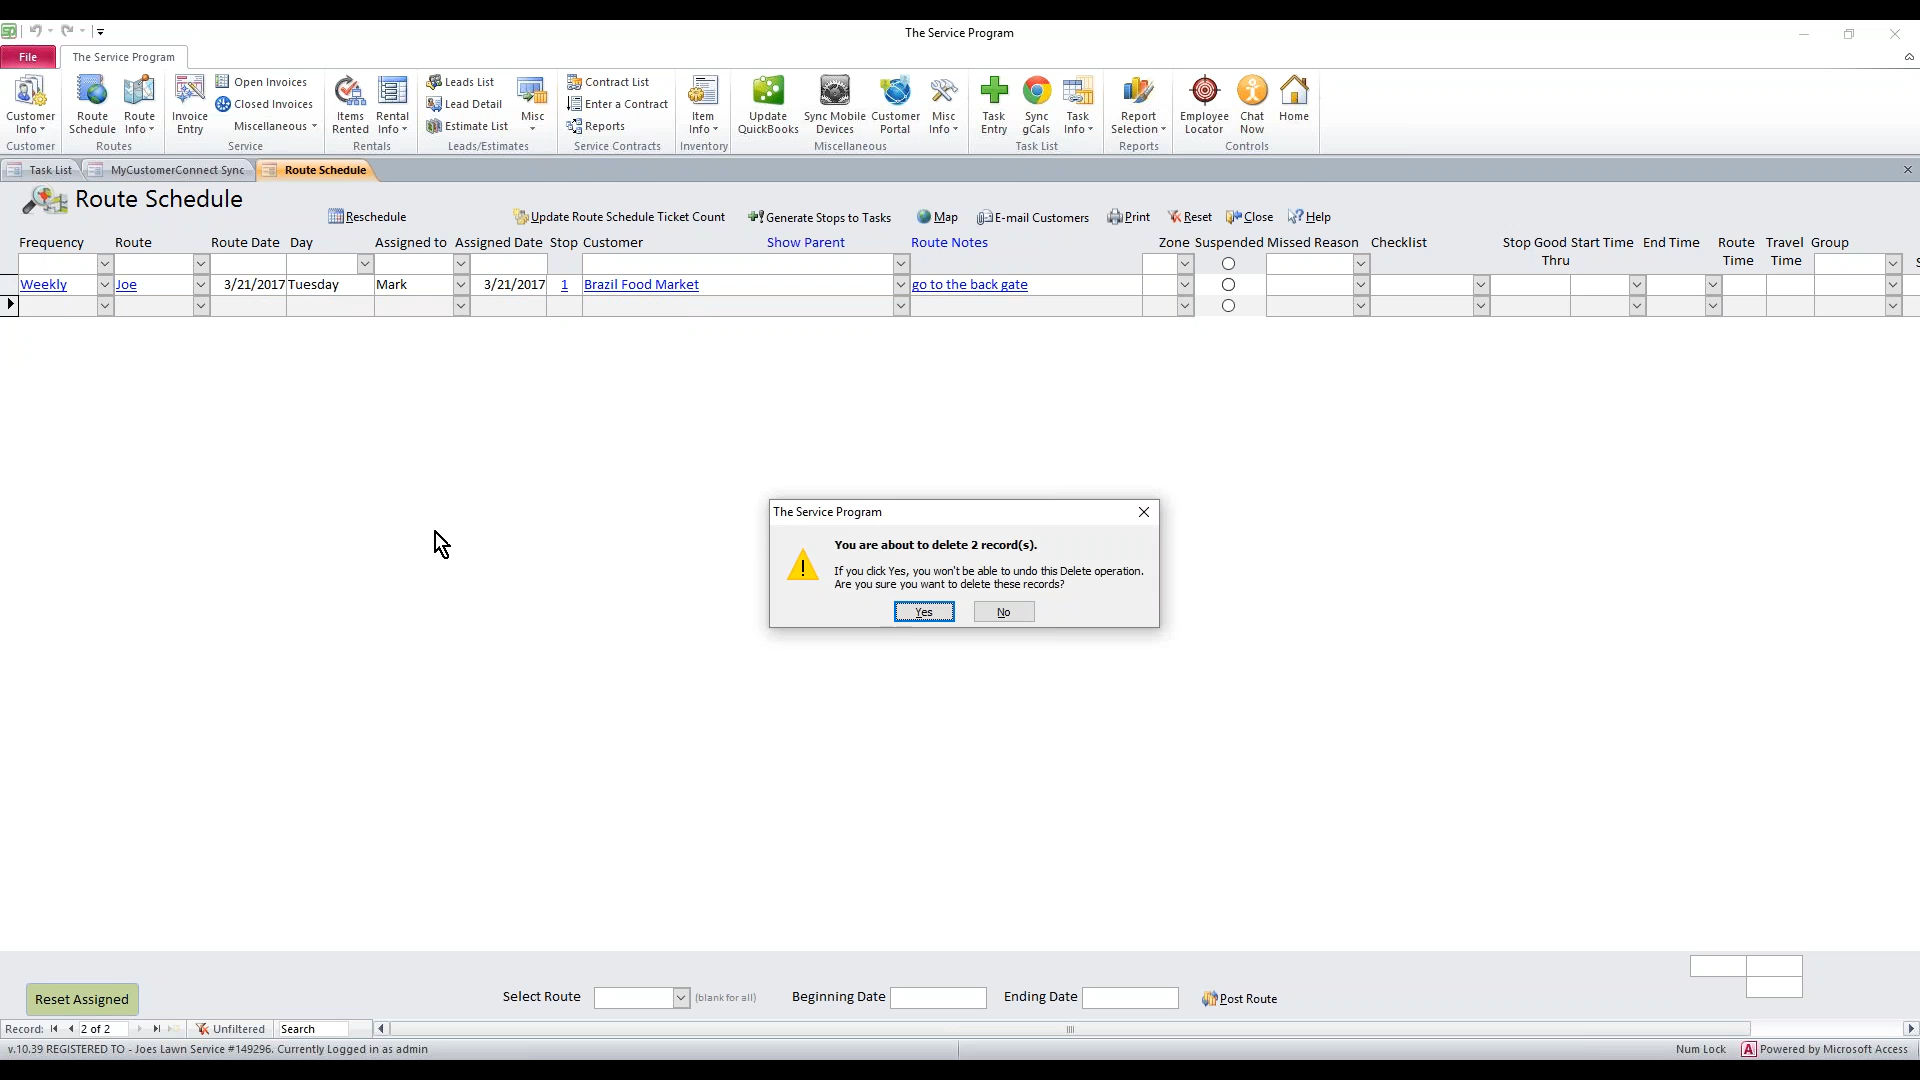 The Service Program
File The Service Program
Customer Info Route Schedule Route Info Invoice Entry Open Invoices Closed Invoices Miscellaneous Items Rented Rental Info Leads List Lead Detail Estimate List Misc Contract List Enter a Contract Reports Item Info Update QuickBooks Sync Mobile Devices Customer Portal Misc Info Task Entry Sync gCals Task Info Report Selection Employee Locator Chat Now Home
Customer Routes Service Rentals Leads/Estimates Service Contracts Inventory Miscellaneous Task List Reports Controls
Task List MyCustomerConnect Sync Route Schedule
Route Schedule
Reschedule Update Route Schedule Ticket Count Generate Stops to Tasks Map E-mail Customers Print Reset Close Help
Frequency Route Route Date Day Assigned to Assigned Date Stop Customer Show Parent Route Notes Zone Suspended Missed Reason Checklist Stop Good Thru Start Time End Time Route Time Travel Time Group
Weekly Joe 3/21/2017 Tuesday Mark 3/21/2017 1 Brazil Food Market go to the back gate
The Service Program
You are about to delete 2 record(s).
If you click Yes, you won't be able to undo this Delete operation.
Are you sure you want to delete these records?
Yes No
Reset Assigned Select Route (blank for all) Beginning Date Ending Date Post Route
Record: 2 of 2 Unfiltered Search
v.10.39 REGISTERED TO - Joes Lawn Service #149296. Currently Logged in as admin Num Lock Powered by Microsoft Access